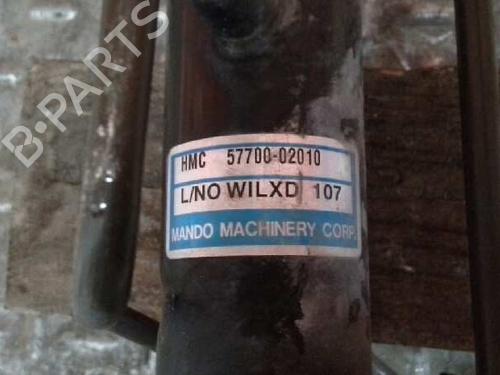 B-PARTS
HMC 57700-02010
L/NO WILXD 107
MANDO MACHINERY CORP.